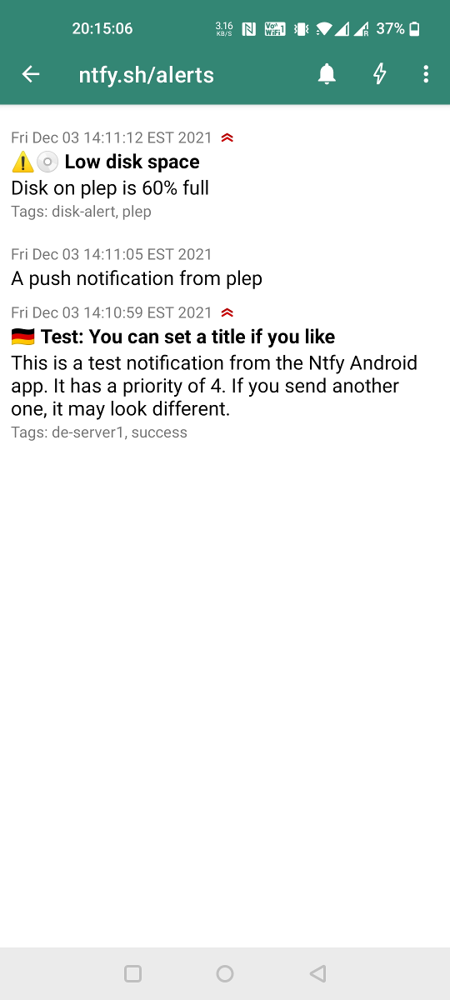 20:15:06 3.16 KB/S Vo WiFi 1 R 37%
ntfy.sh/alerts
Fri Dec 03 14:11:12 EST 2021
Low disk space
Disk on plep is 60% full
Tags: disk-alert, plep
Fri Dec 03 14:11:05 EST 2021
A push notification from plep
Fri Dec 03 14:10:59 EST 2021
Test: You can set a title if you like
This is a test notification from the Ntfy Android
app. It has a priority of 4. If you send another
one, it may look different.
Tags: de-server1, success